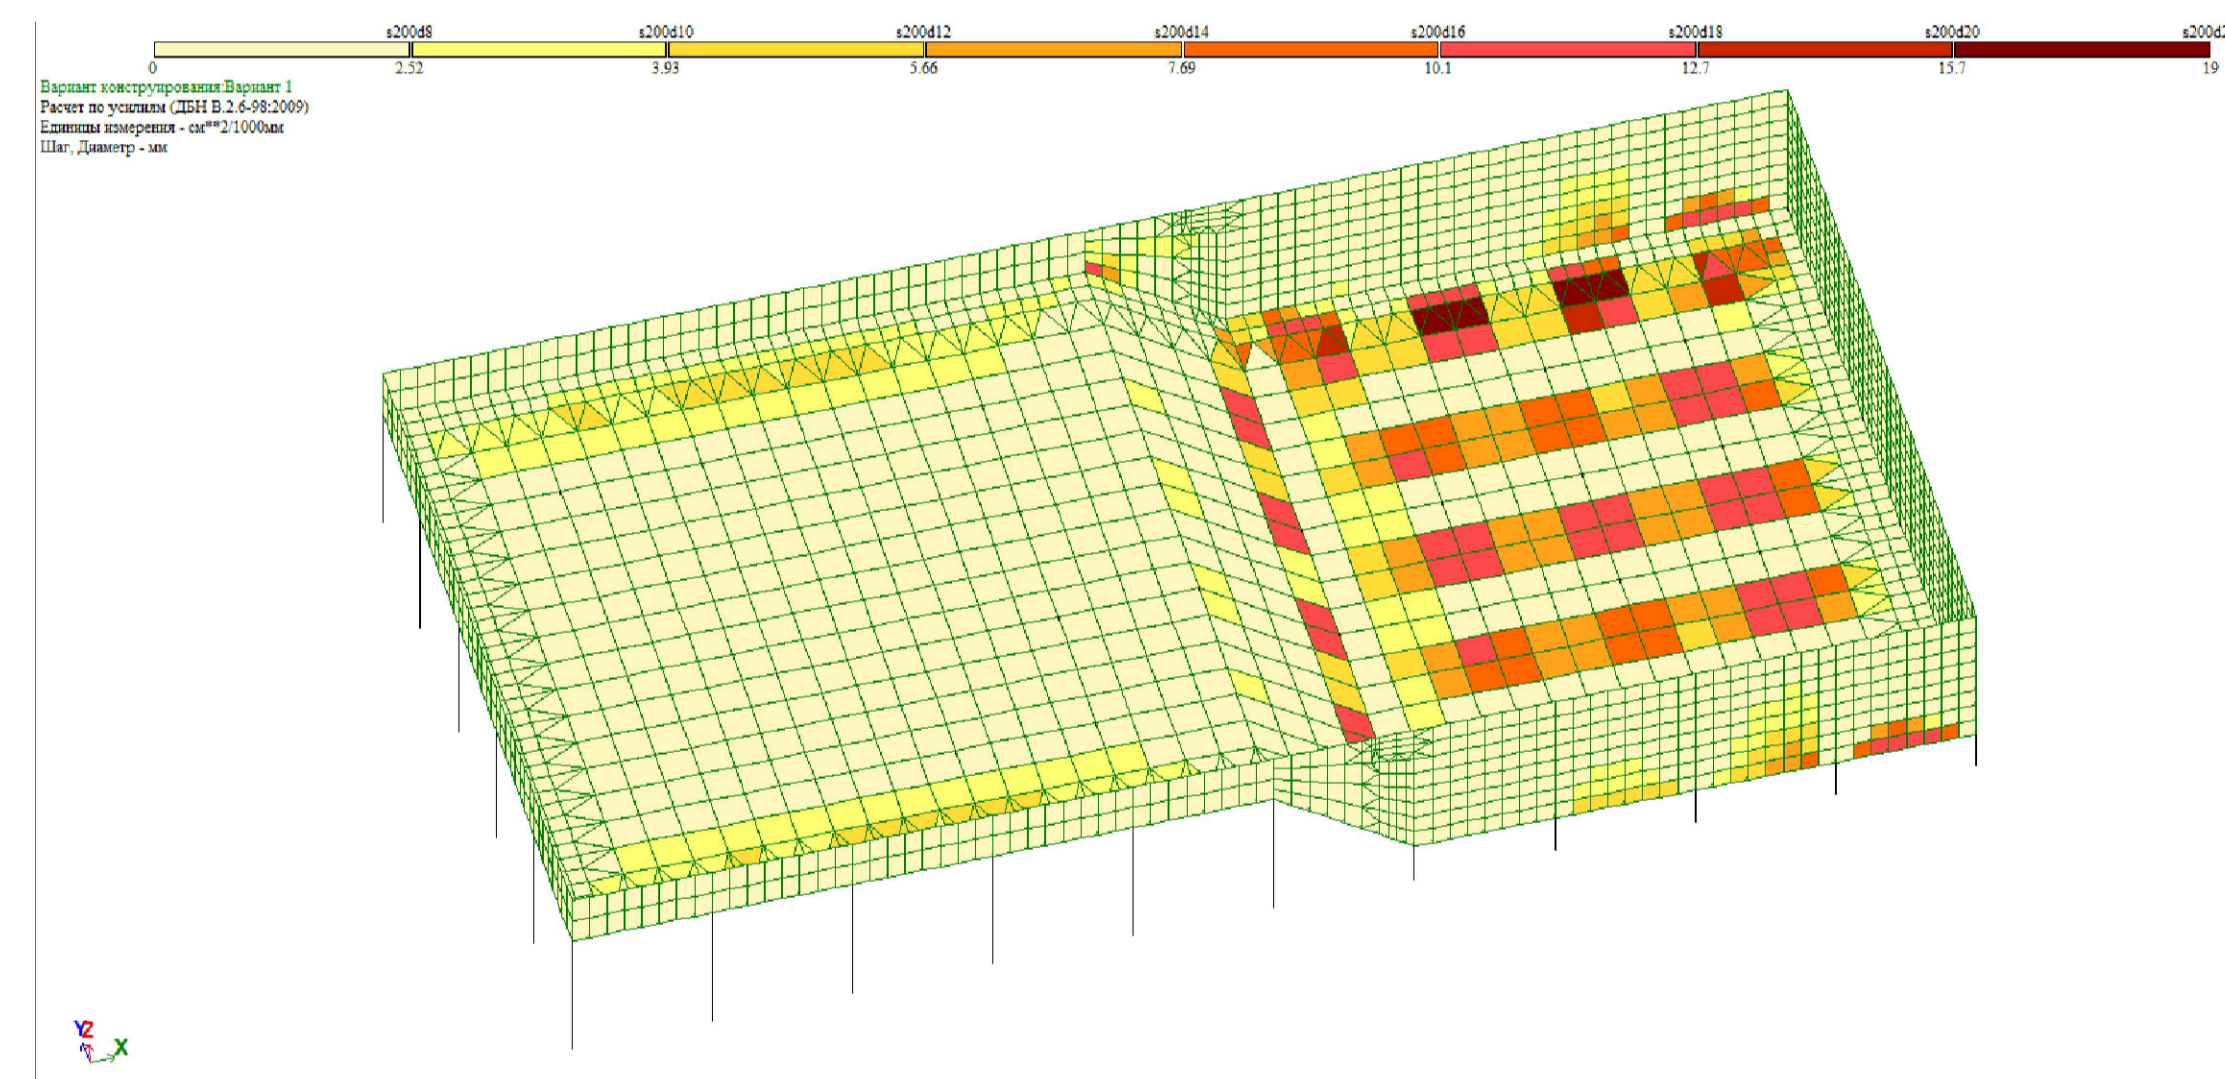 s200d8 s200d10 s200d12 s200d14 s200d16 s200d18 s200d20
0 2.52 3.93 5.66 7.69 10.1 12.7 15.7 19
Вариант конструирования:Вариант 1
Расчет по усилиям (ДБН В.2.6-98:2009)
Единицы измерения - см**2/1000мм
Шаг, Диаметр - мм
Y Z X